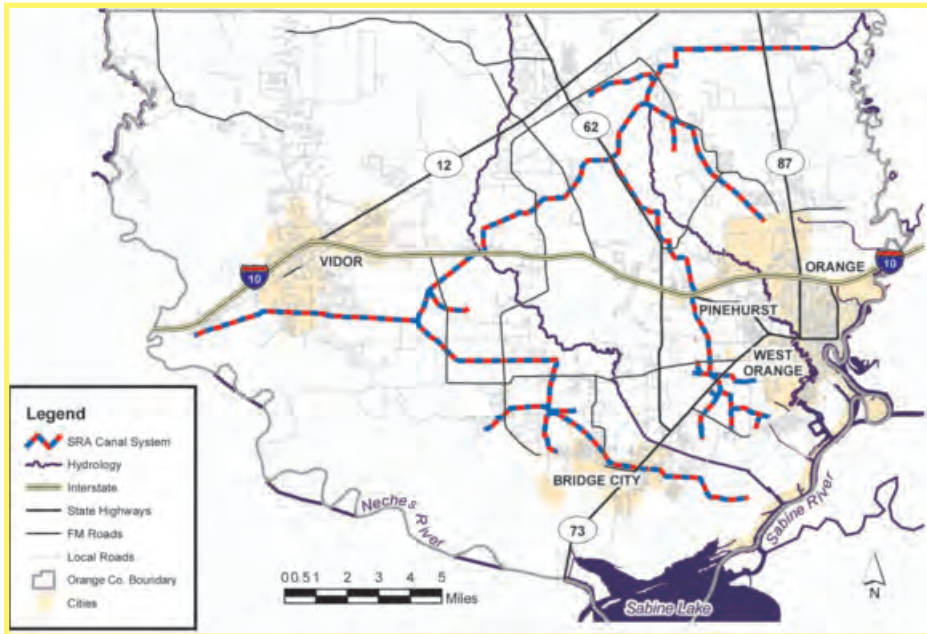 12
62
87
10
VIDOR
ORANGE
10
PINEHURST
WEST
ORANGE
Legend
SRA Canal System
Hydrology
Interstate
State Highways
FM Roads
Local Roads
Orange Co. Boundary
Cities
BRIDGE CITY
Neches River
Sabine River
73
0 0.5 1 2 3 4 5
Miles
Sabine Lake
N